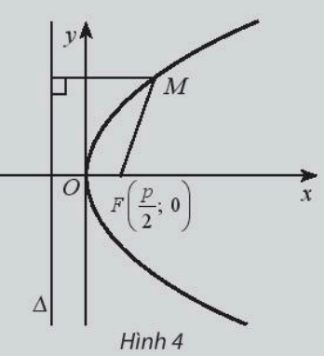 y
M
O
F(p/2; 0)
x
Δ
Hình 4